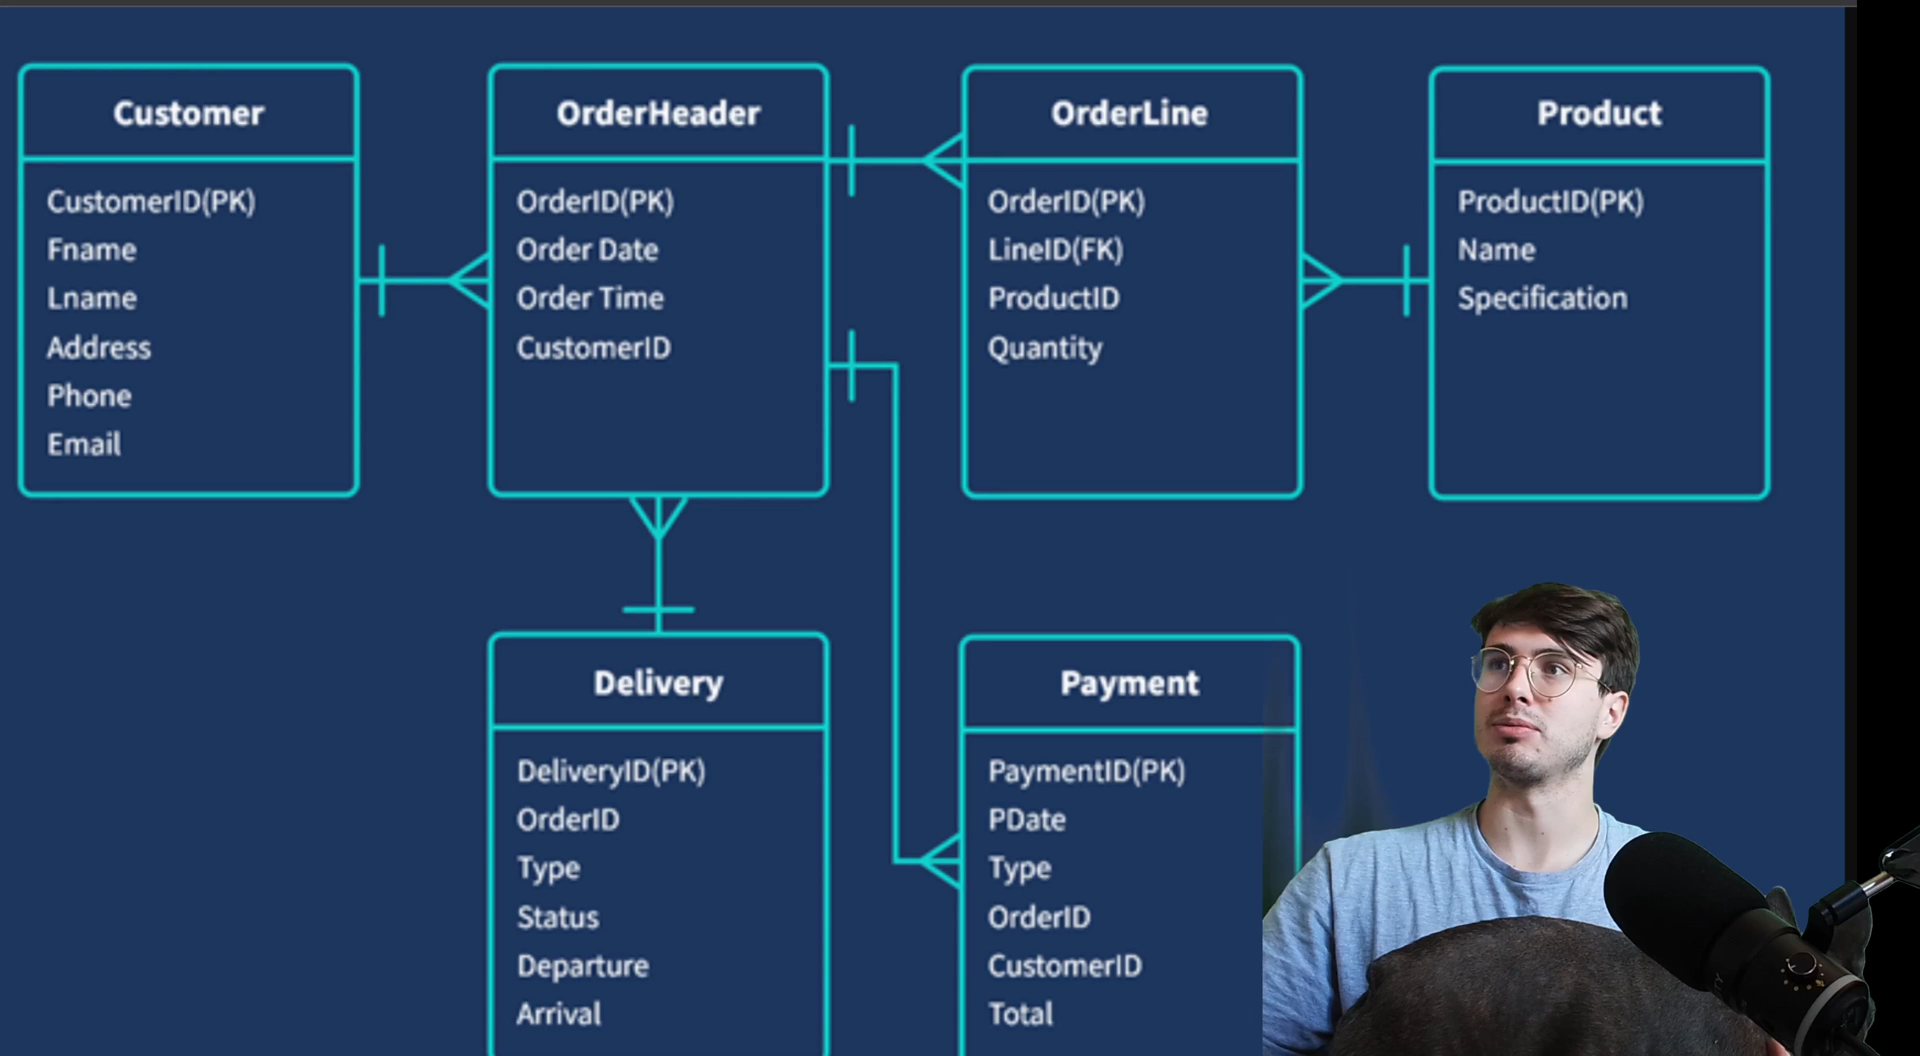 Customer
CustomerID(PK)
Fname
Lname
Address
Phone
Email
OrderHeader
OrderID(PK)
Order Date
Order Time
CustomerID
OrderLine
OrderID(PK)
LineID(FK)
ProductID
Quantity
Product
ProductID(PK)
Name
Specification
Delivery
DeliveryID(PK)
OrderID
Type
Status
Departure
Arrival
Payment
PaymentID(PK)
PDate
Type
OrderID
CustomerID
Total